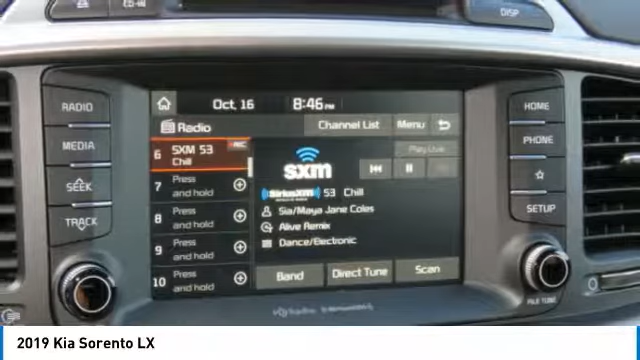 DISP
RADIO
MEDIA
SEEK
TRACK
Oct. 16
8:46PM
Radio
Channel List
Menu
6
SXM 53
Chill
REC
7
Press
and hold
8
Press
and hold
9
Press
and hold
10
Press
and hold
sxm
Play Live
SiriusXM
53 Chill
Sia/Maya Jane Coles
Alive Remix
Dance/Electronic
Band
Direct Tune
Scan
HOME
PHONE
SETUP
FILE TUNE
2019 Kia Sorento LX